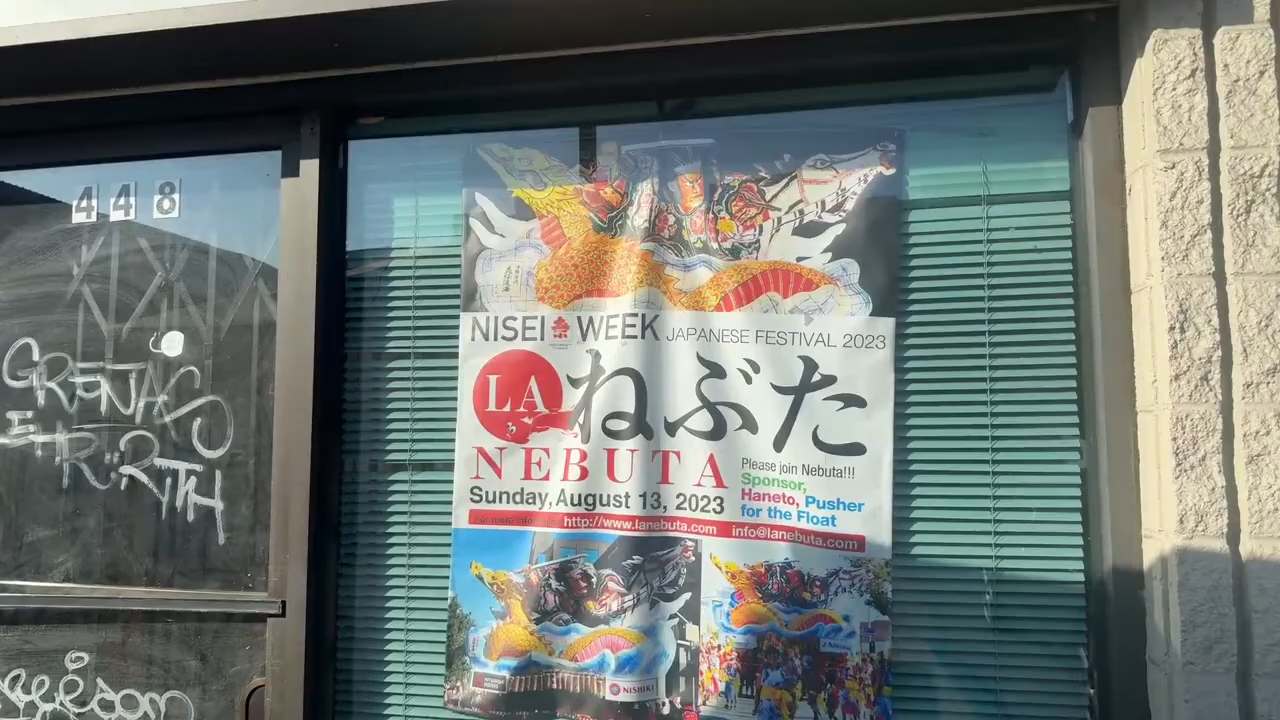 448
NISEI WEEK JAPANESE FESTIVAL 2023
LA ねぶた
NEBUTA
Sunday, August 13, 2023
Please join Nebuta!!!
Sponsor,
Haneto, Pusher
for the Float
http://www.lanebuta.com info@lanebuta.com
NISHIKI